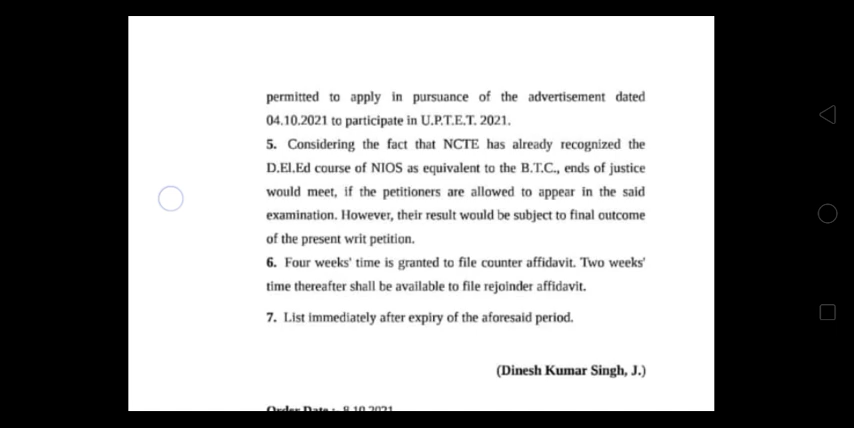 permitted to apply in pursuance of the advertisement dated
04.10.2021 to participate in U.P.T.E.T. 2021.
5. Considering the fact that NCTE has already recognized the
D.El.Ed course of NIOS as equivalent to the B.T.C., ends of justice
would meet, if the petitioners are allowed to appear in the said
examination. However, their result would be subject to final outcome
of the present writ petition.
6. Four weeks' time is granted to file counter affidavit. Two weeks'
time thereafter shall be available to file rejoinder affidavit.
7. List immediately after expiry of the aforesaid period.
(Dinesh Kumar Singh, J.)
Order Date :- 8.10.2021